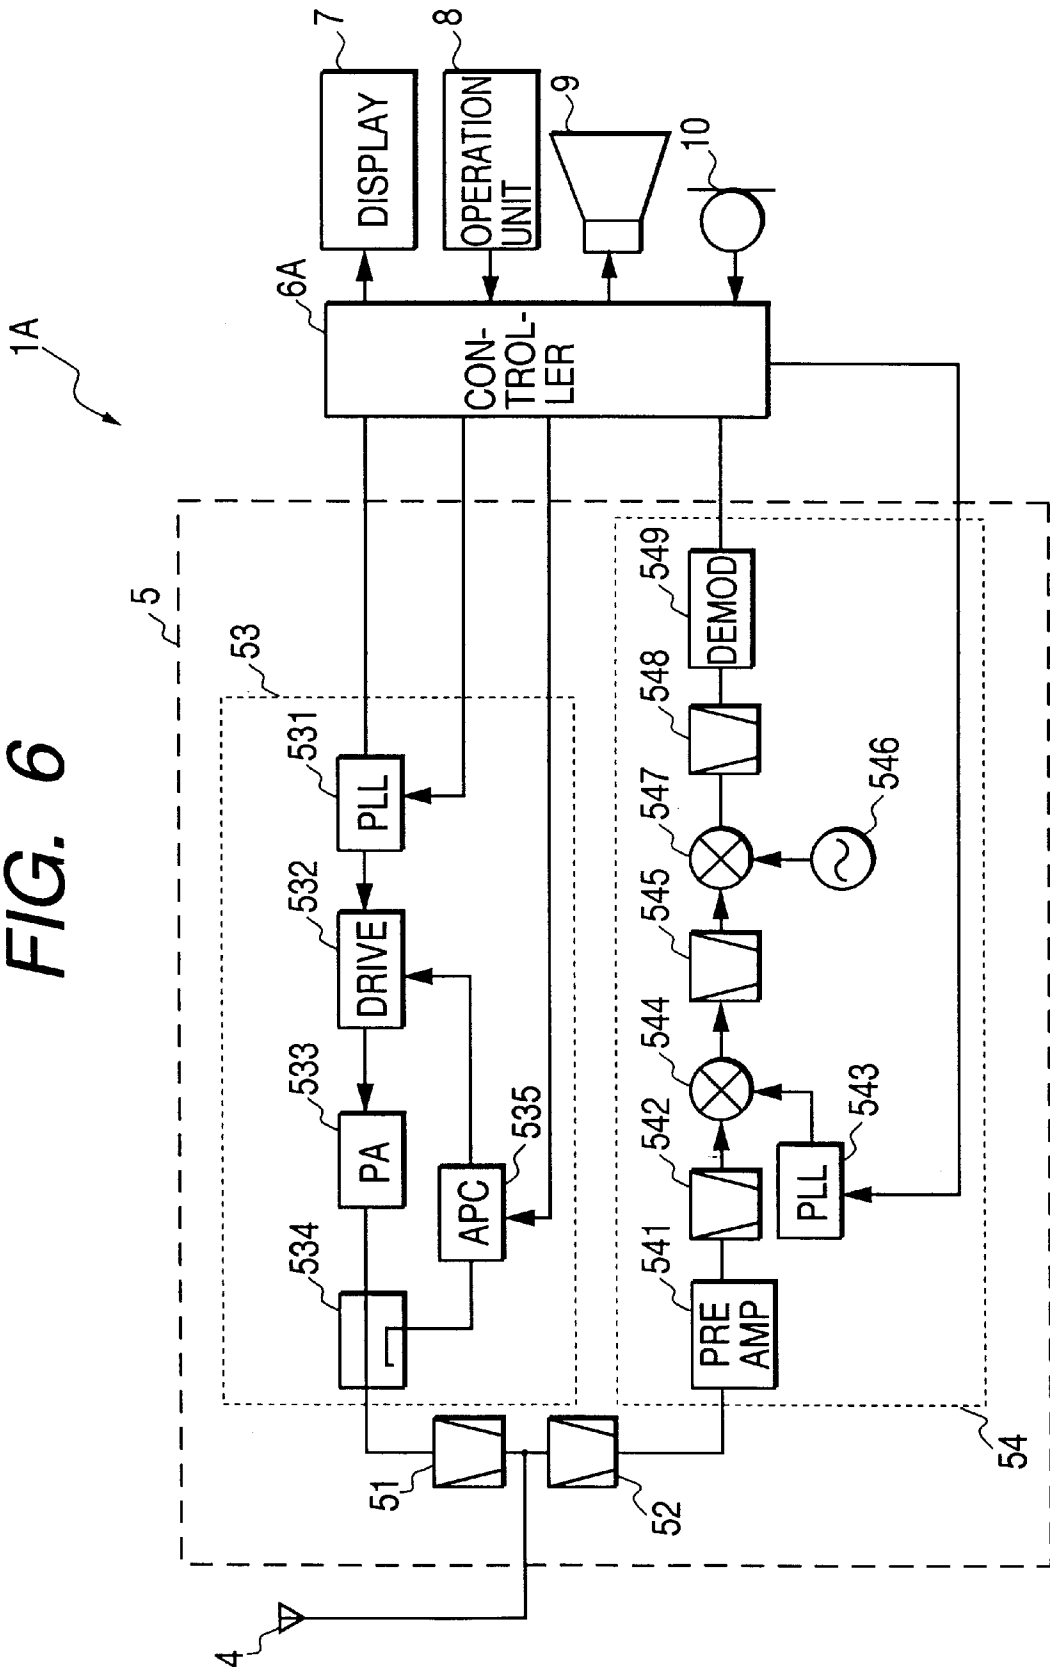 FIG. 6
1A
4
5
51
52
53
534
533
532
531
PA
DRIVE
PLL
APC
535
54
541
542
544
545
547
548
549
PRE
AMP
DEMOD
PLL
543
546
6A
CON-
TROL-
LER
7
DISPLAY
8
OPERATION
UNIT
9
10